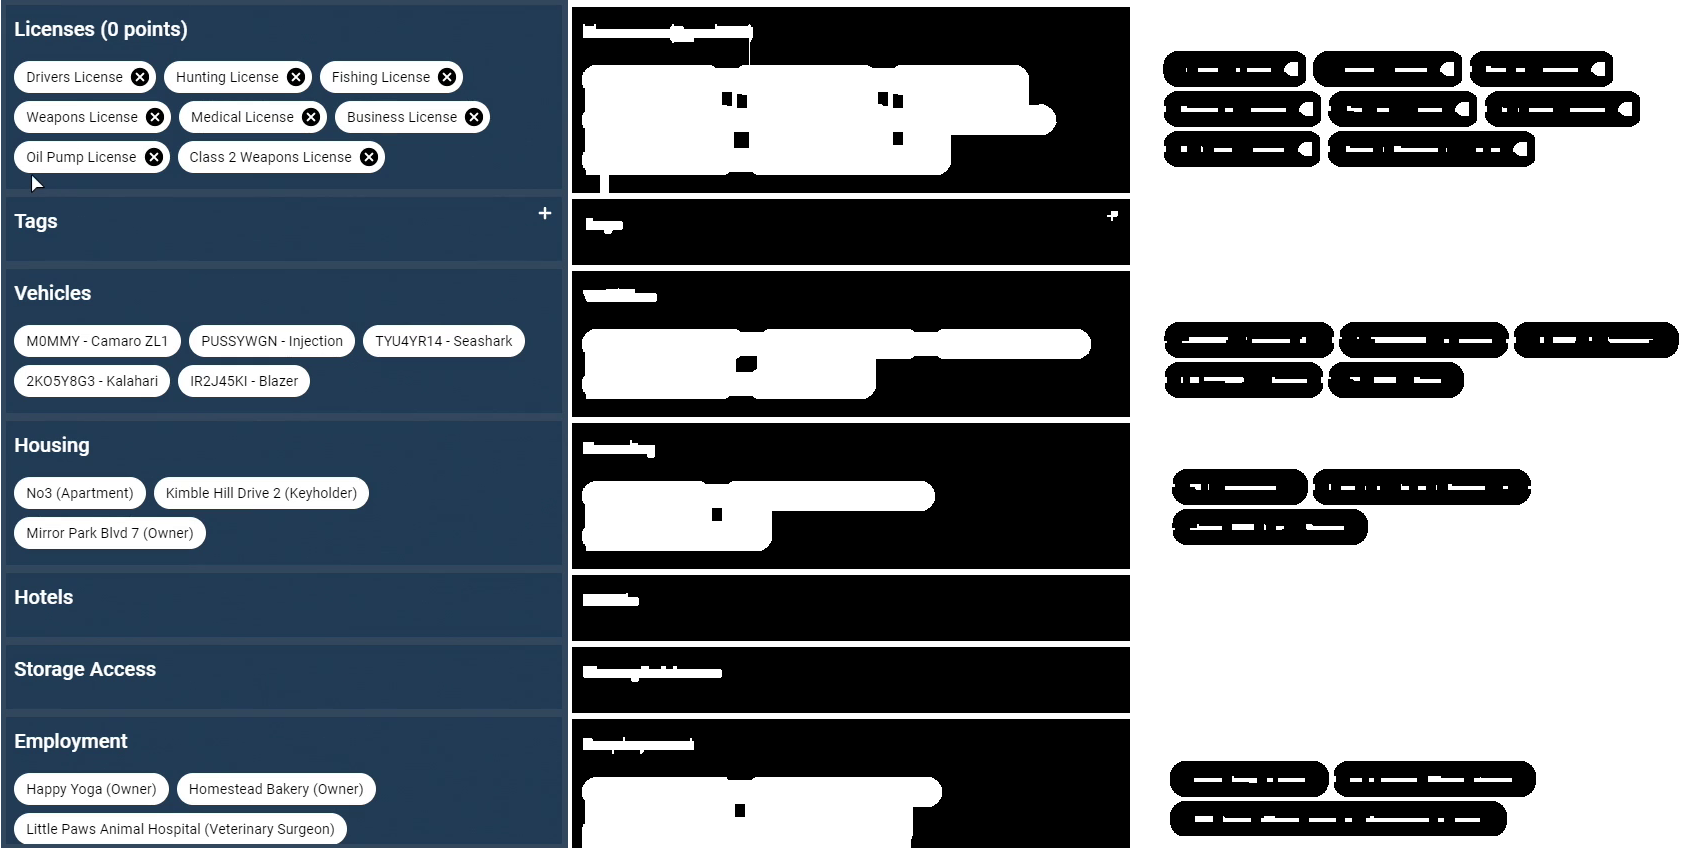 Licenses (0 points)
Drivers License Hunting License Fishing License
Weapons License Medical License Business License
Oil Pump License Class 2 Weapons License
Tags +
Vehicles
M0MMY - Camaro ZL1 PUSSYWGN - Injection TYU4YR14 - Seashark
2KO5Y8G3 - Kalahari IR2J45KI - Blazer
Housing
No3 (Apartment) Kimble Hill Drive 2 (Keyholder)
Mirror Park Blvd 7 (Owner)
Hotels
Storage Access
Employment
Happy Yoga (Owner) Homestead Bakery (Owner)
Little Paws Animal Hospital (Veterinary Surgeon)